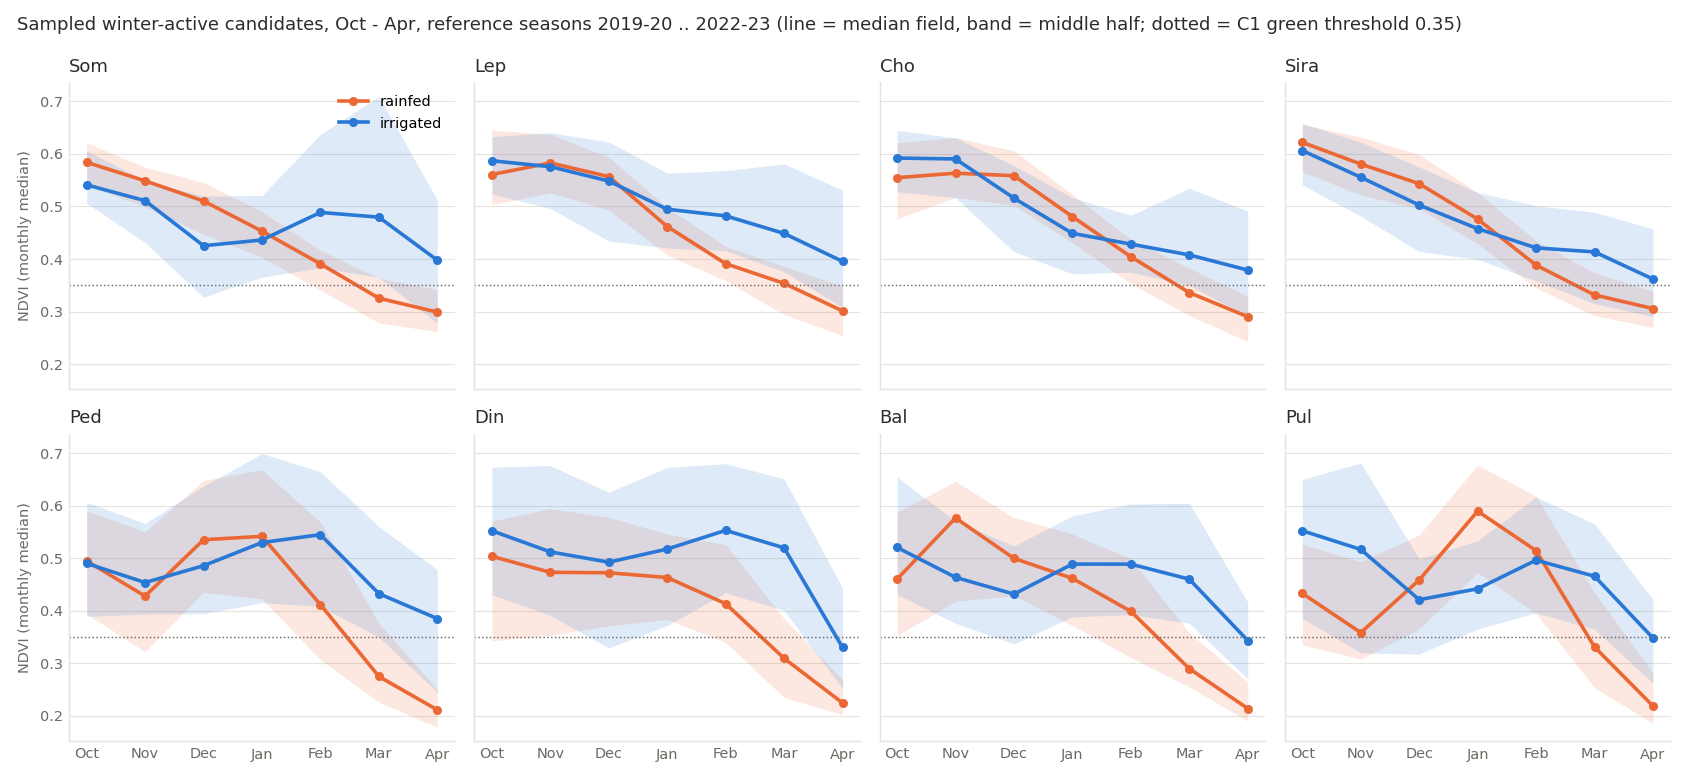 Sampled winter-active candidates, Oct - Apr, reference seasons 2019-20 .. 2022-23 (line = median field, band = middle half; dotted = C1 green threshold 0.35)
Som
Lep
Cho
Sira
rainfed
irrigated
NDVI (monthly median)
0.7
0.6
0.5
0.4
0.3
0.2
Ped
Din
Bal
Pul
NDVI (monthly median)
0.7
0.6
0.5
0.4
0.3
0.2
Oct Nov Dec Jan Feb Mar Apr
Oct Nov Dec Jan Feb Mar Apr
Oct Nov Dec Jan Feb Mar Apr
Oct Nov Dec Jan Feb Mar Apr